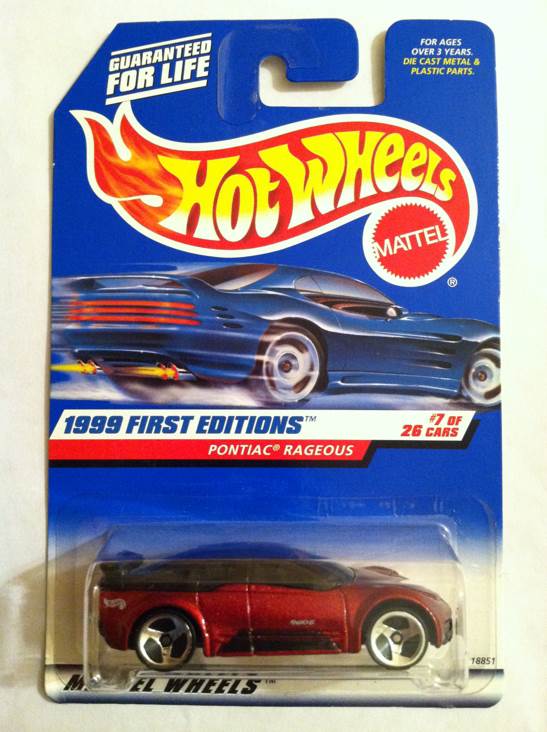 GUARANTEED
FOR LIFE
FOR AGES
OVER 3 YEARS.
DIE CAST METAL &
PLASTIC PARTS.
HOT WHEELS
MATTEL
®
1999 FIRST EDITIONS™
#7 OF
26 CARS
PONTIAC® RAGEOUS
18851
WHEELS™